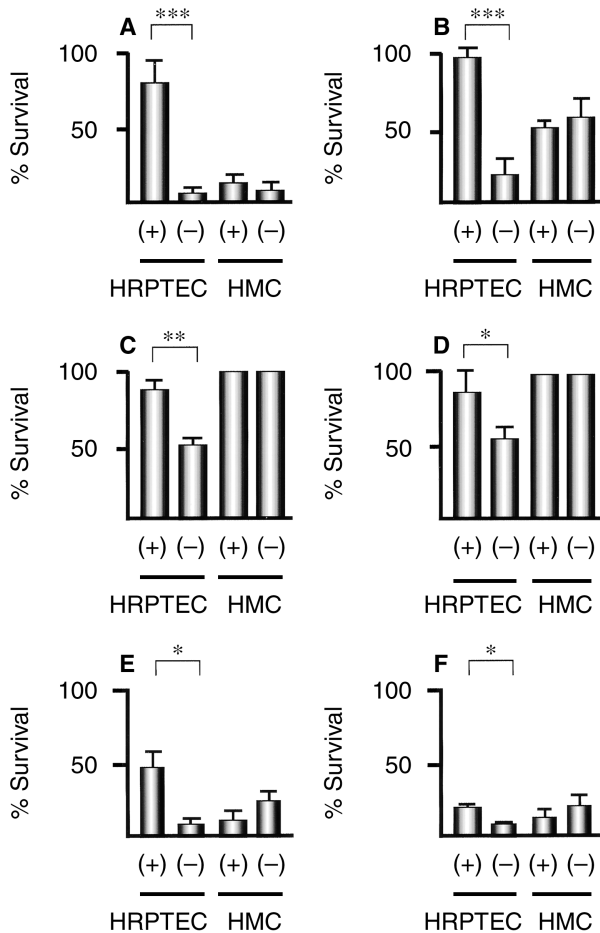 A
***
% Survival
100
50
(+) (–) (+) (–)
HRPTEC HMC
B
***
% Survival
100
50
(+) (–) (+) (–)
HRPTEC HMC
C
**
% Survival
100
50
(+) (–) (+) (–)
HRPTEC HMC
D
*
% Survival
100
50
(+) (–) (+) (–)
HRPTEC HMC
E
*
% Survival
100
50
(+) (–) (+) (–)
HRPTEC HMC
F
*
% Survival
100
50
(+) (–) (+) (–)
HRPTEC HMC